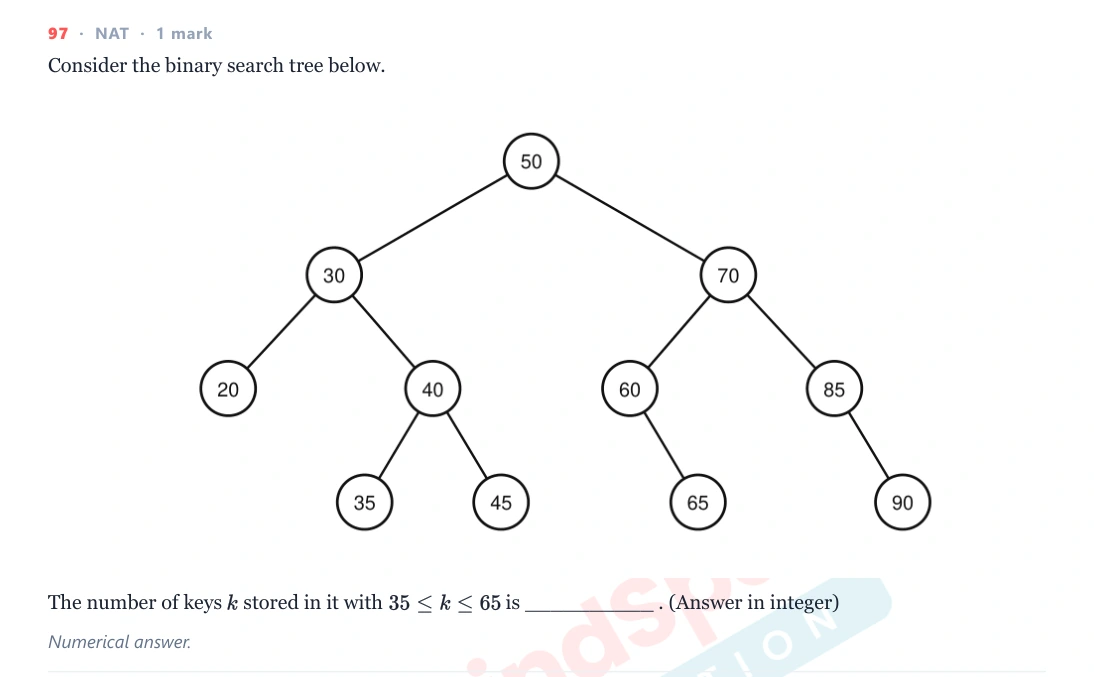 97 · NAT · 1 mark
Consider the binary search tree below.
50
30 70
20 40 60 85
35 45 65 90
The number of keys k stored in it with 35 ≤ k ≤ 65 is ____________ . (Answer in integer)
Numerical answer.